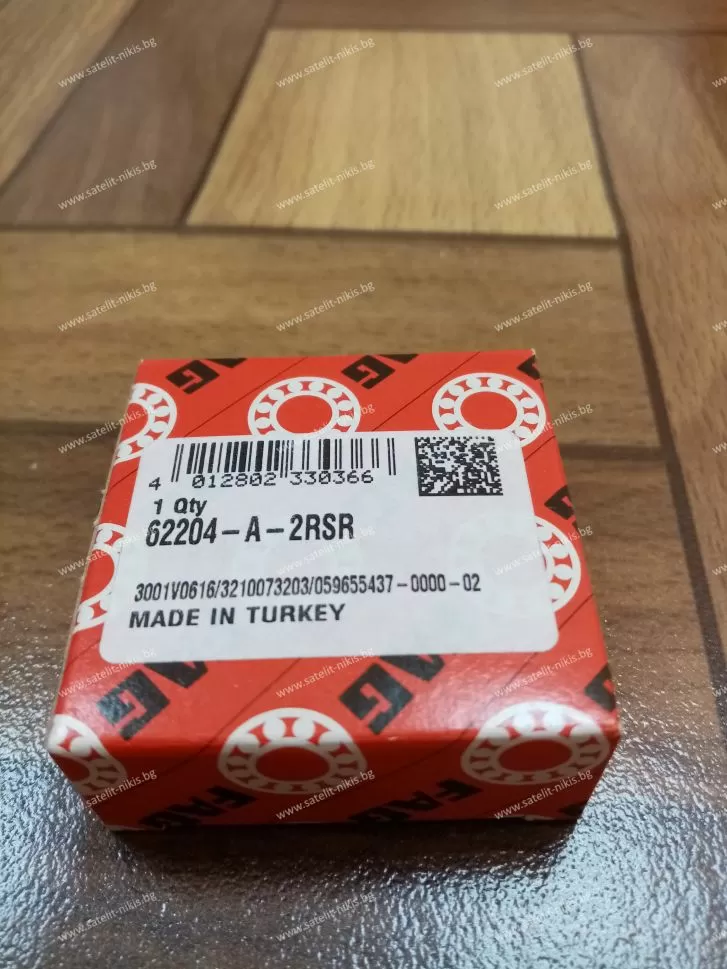 4 012802 330366
1 Qty
62204-A-2RSR
3001V0616/3210073203/059655437-0000-02
MADE IN TURKEY
FAG
FAG
www.satelit-nikis.bg